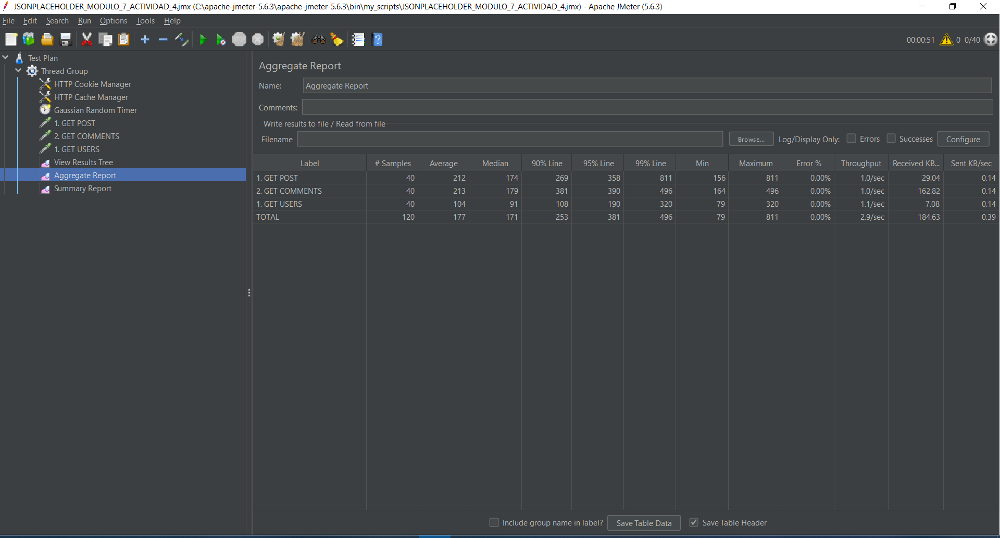 JSONPLACEHOLDER_MODULO_7_ACTIVIDAD_4.jmx (C:\apache-jmeter-5.6.3\apache-jmeter-5.6.3\bin\my_scripts\JSONPLACEHOLDER_MODULO_7_ACTIVIDAD_4.jmx) - Apache JMeter (5.6.3)
File Edit Search Run Options Tools Help
STOP 00:00:51 0 0/40
Test Plan
Thread Group
HTTP Cookie Manager
HTTP Cache Manager
Gaussian Random Timer
1. GET POST
2. GET COMMENTS
1. GET USERS
View Results Tree
Aggregate Report
Summary Report
Aggregate Report
Name: Aggregate Report
Comments:
Write results to file / Read from file
Filename Browse... Log/Display Only: Errors Successes Configure
Label # Samples Average Median 90% Line 95% Line 99% Line Min Maximum Error % Throughput Received KB... Sent KB/sec
1. GET POST 40 212 174 269 358 811 156 811 0.00% 1.0/sec 29.04 0.14
2. GET COMMENTS 40 213 179 381 390 496 164 496 0.00% 1.0/sec 162.82 0.14
1. GET USERS 40 104 91 108 190 320 79 320 0.00% 1.1/sec 7.08 0.14
TOTAL 120 177 171 253 381 496 79 811 0.00% 2.9/sec 184.63 0.39
Include group name in label? Save Table Data Save Table Header